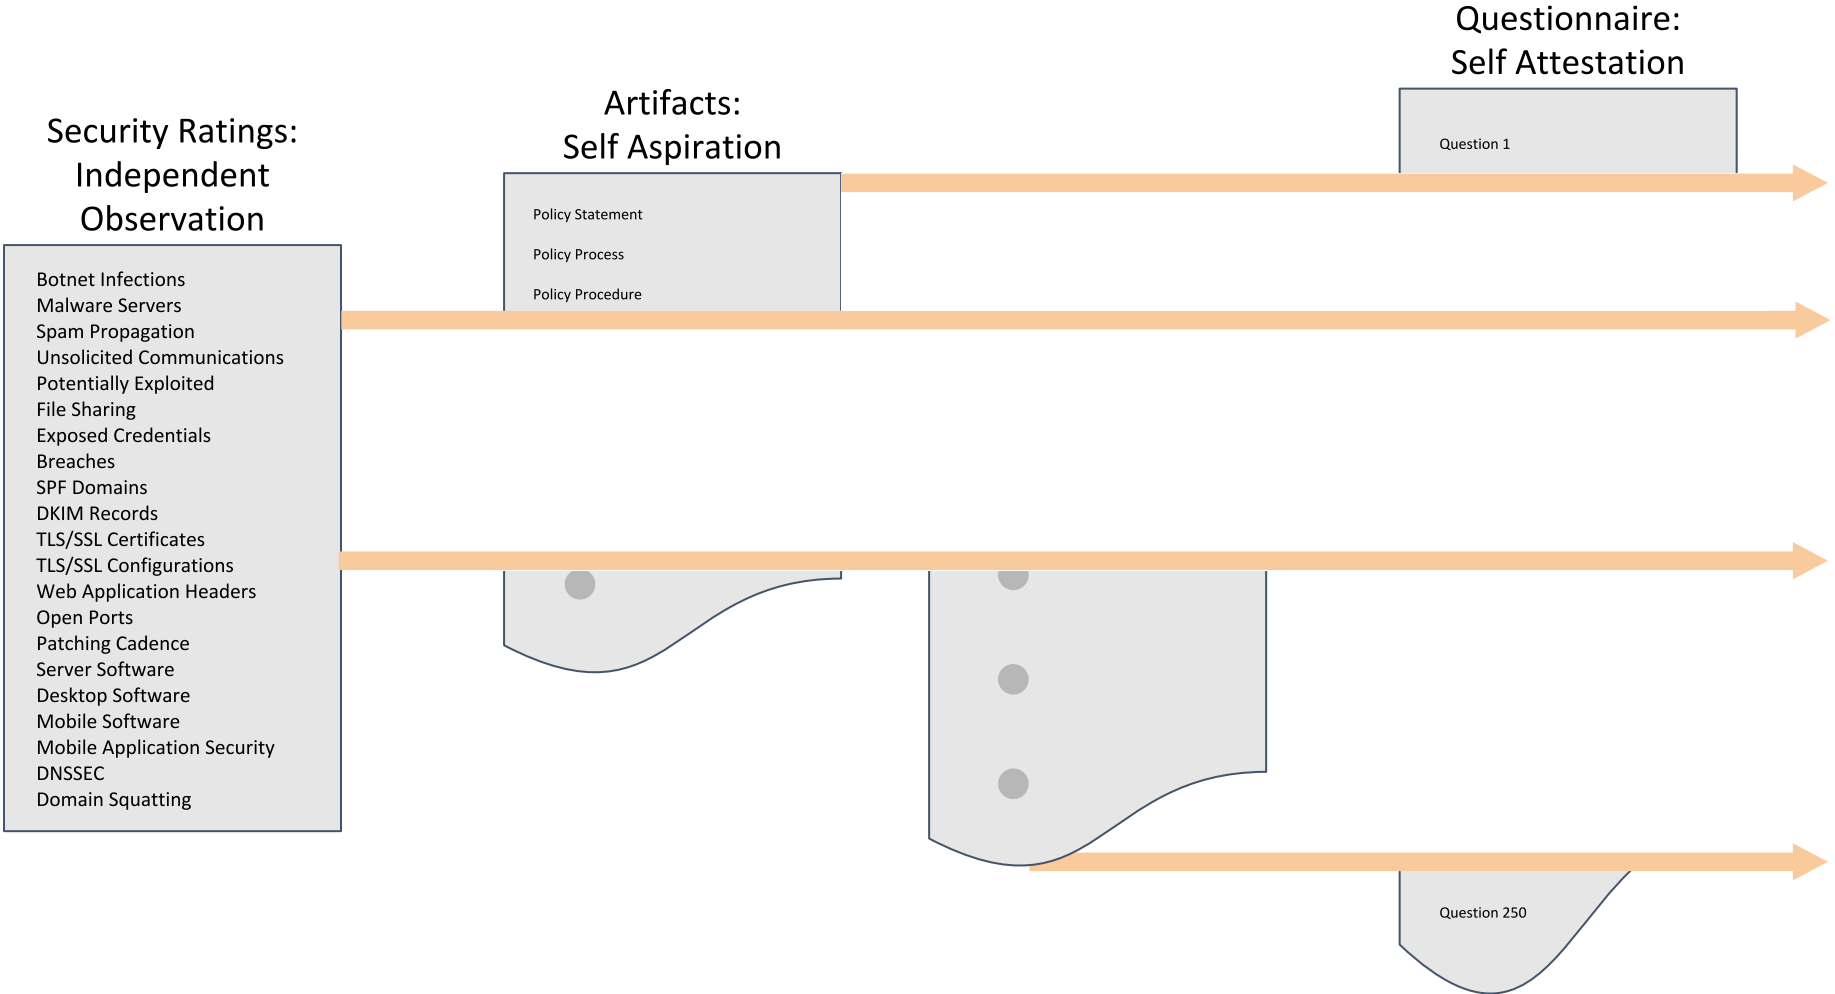 Security Ratings:
Independent
Observation
Botnet Infections
Malware Servers
Spam Propagation
Unsolicited Communications
Potentially Exploited
File Sharing
Exposed Credentials
Breaches
SPF Domains
DKIM Records
TLS/SSL Certificates
TLS/SSL Configurations
Web Application Headers
Open Ports
Patching Cadence
Server Software
Desktop Software
Mobile Software
Mobile Application Security
DNSSEC
Domain Squatting
Artifacts:
Self Aspiration
Policy Statement
Policy Process
Policy Procedure
Questionnaire:
Self Attestation
Question 1
Question 250